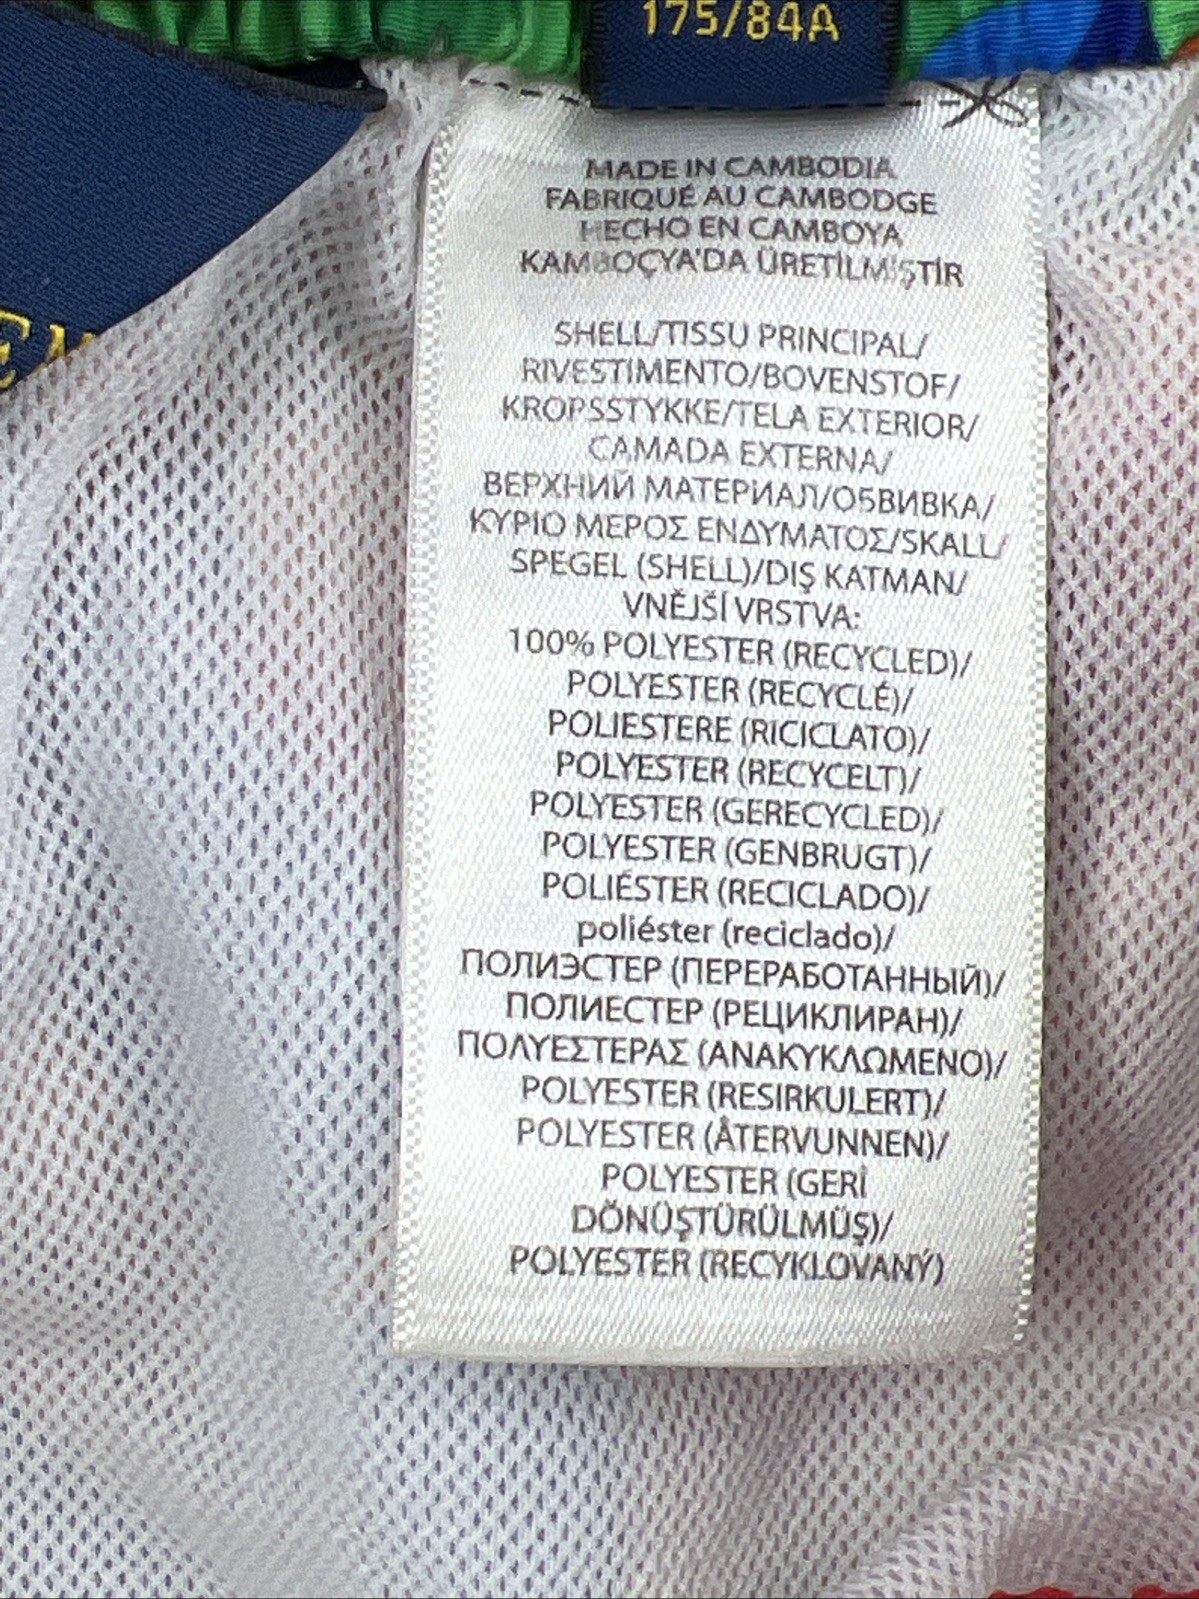 175/84A
MADE IN CAMBODIA
FABRIQUÉ AU CAMBODGE
HECHO EN CAMBOYA
KAMBOÇYA'DA ÜRETİLMİŞTİR
SHELL/TISSU PRINCIPAL/
RIVESTIMENTO/BOVENSTOF/
KROPSSTYKKE/TELA EXTERIOR/
CAMADA EXTERNA/
ВЕРХНИЙ МАТЕРИАЛ/ОБВИВКА/
ΚΥΡΙΟ ΜΕΡΟΣ ΕΝΔΥΜΑΤΟΣ/SKALL/
SPEGEL (SHELL)/DIŞ KATMAN/
VNĚJŠÍ VRSTVA:
100% POLYESTER (RECYCLED)/
POLYESTER (RECYCLÉ)/
POLIESTERE (RICICLATO)/
POLYESTER (RECYCELT)/
POLYESTER (GERECYCLED)/
POLYESTER (GENBRUGT)/
POLIÉSTER (RECICLADO)/
poliéster (reciclado)/
ПОЛИЭСТЕР (ПЕРЕРАБОТАННЫЙ)/
ПОЛИЕСТЕР (РЕЦИКЛИРАН)/
ΠΟΛΥΕΣΤΕΡΑΣ (ΑΝΑΚΥΚΛΩΜΕΝΟ)/
POLYESTER (RESIRKULERT)/
POLYESTER (ÅTERVUNNEN)/
POLYESTER (GERİ
DÖNÜŞTÜRÜLMÜŞ)/
POLYESTER (RECYKLOVANÝ)